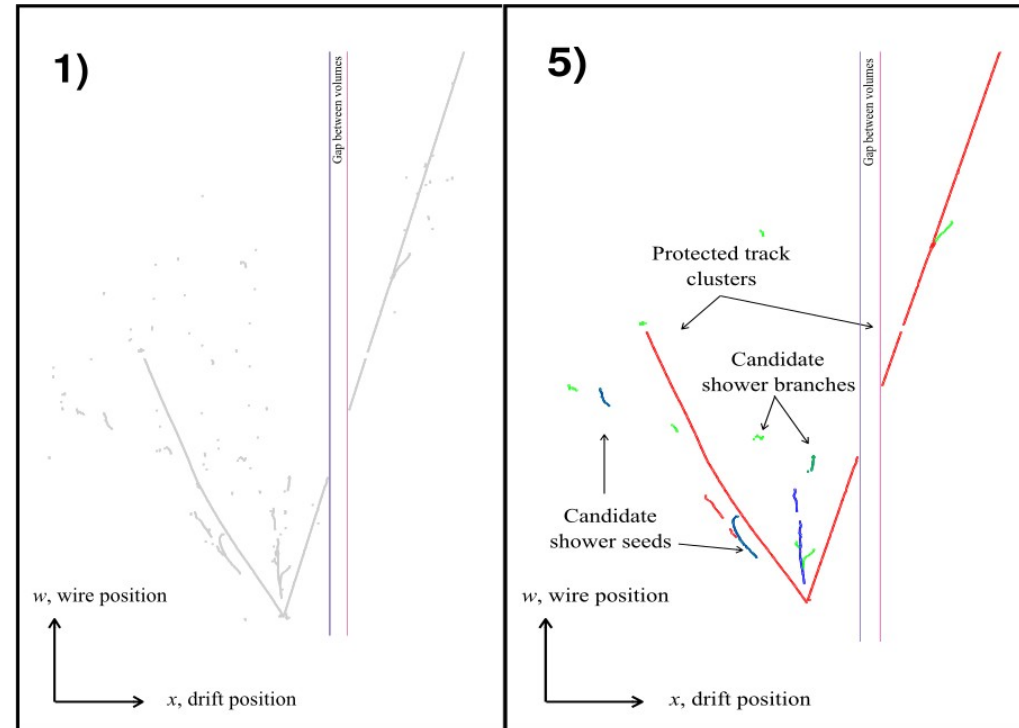 1)
Gap between volumes
w, wire position
x, drift position
5)
Gap between volumes
Protected track
clusters
Candidate
shower branches
Candidate
shower seeds
w, wire position
x, drift position